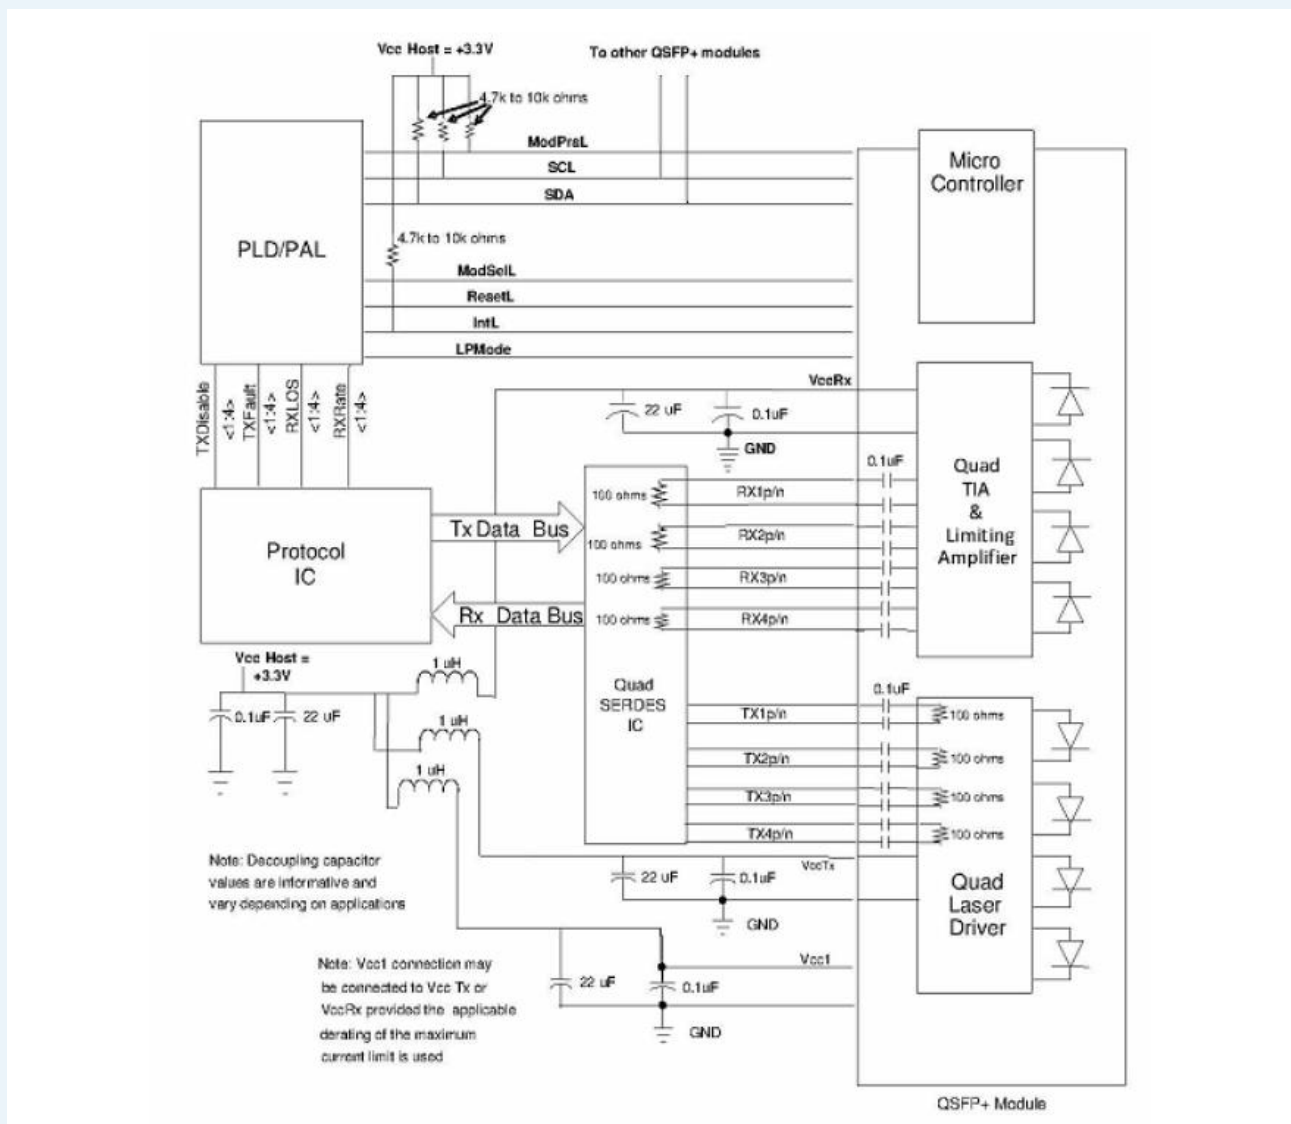 Vcc Host = +3.3V
To other QSFP+ modules
4.7k to 10k ohms
ModPrsL
SCL
SDA
PLD/PAL
4.7k to 10k ohms
ModSelL
ResetL
IntL
LPMode
Micro
Controller
TXDisable
<1:4>
TXFault
<1:4>
RXLOS
<1:4>
RXRate
<1:4>
VccRx
22 uF
0.1uF
GND
0.1uF
Quad
TIA
&
Limiting
Amplifier
100 ohms
RX1p/n
100 ohms
RX2p/n
100 ohms
RX3p/n
100 ohms
RX4p/n
Tx Data Bus
Protocol
IC
Rx Data Bus
Vcc Host =
+3.3V
0.1uF
22 uF
1 uH
1 uH
1 uH
Quad
SERDES
IC
0.1uF
TX1p/n
100 ohms
TX2p/n
100 ohms
TX3p/n
100 ohms
TX4p/n
100 ohms
VccTx
22 uF
0.1uF
GND
Quad
Laser
Driver
Note: Decoupling capacitor
values are informative and
vary depending on applications
Vcc1
22 uF
0.1uF
GND
Note: Vcc1 connection may
be connected to Vcc Tx or
VccRx provided the applicable
derating of the maximum
current limit is used
QSFP+ Module